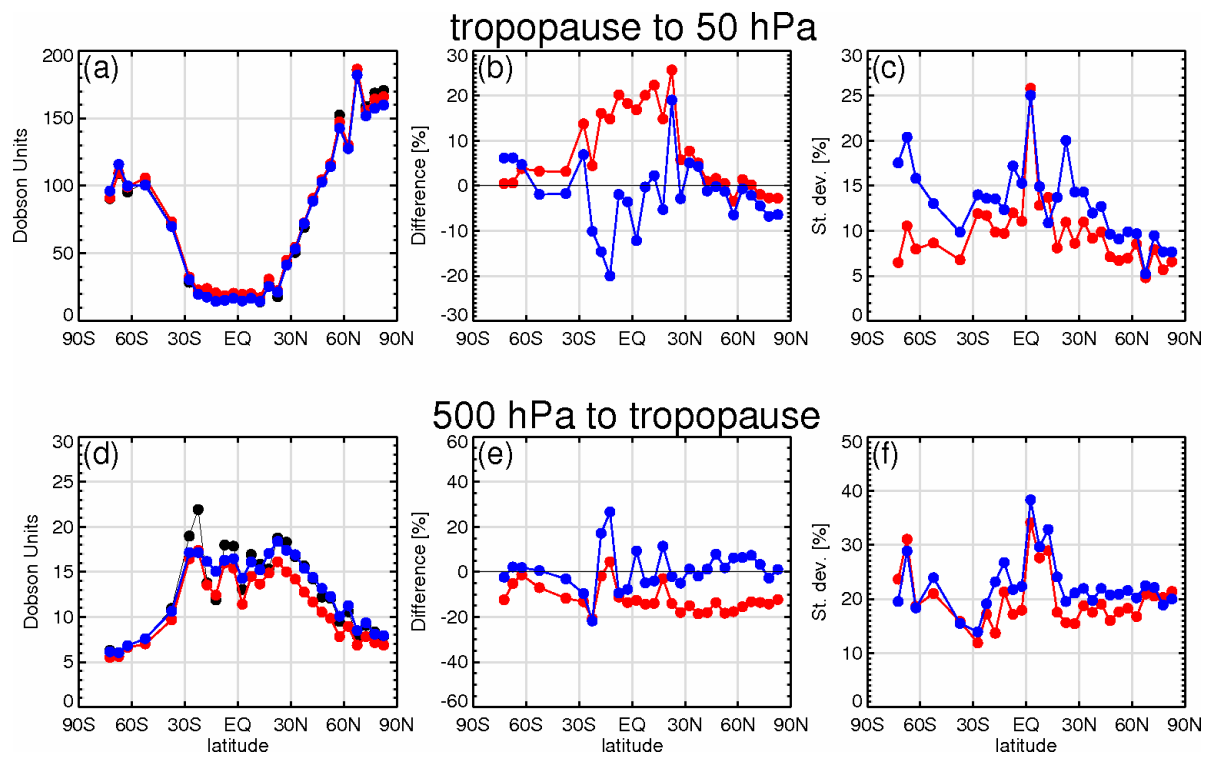 tropopause to 50 hPa
(a)
Dobson Units
200
150
100
50
0
90S 60S 30S EQ 30N 60N 90N
(b)
Difference [%]
30
20
10
0
-10
-20
-30
90S 60S 30S EQ 30N 60N 90N
(c)
St. dev. [%]
30
25
20
15
10
5
0
90S 60S 30S EQ 30N 60N 90N
500 hPa to tropopause
(d)
Dobson Units
30
25
20
15
10
5
0
90S 60S 30S EQ 30N 60N 90N
latitude
(e)
Difference [%]
60
40
20
0
-20
-40
-60
90S 60S 30S EQ 30N 60N 90N
latitude
(f)
St. dev. [%]
50
40
30
20
10
0
90S 60S 30S EQ 30N 60N 90N
latitude